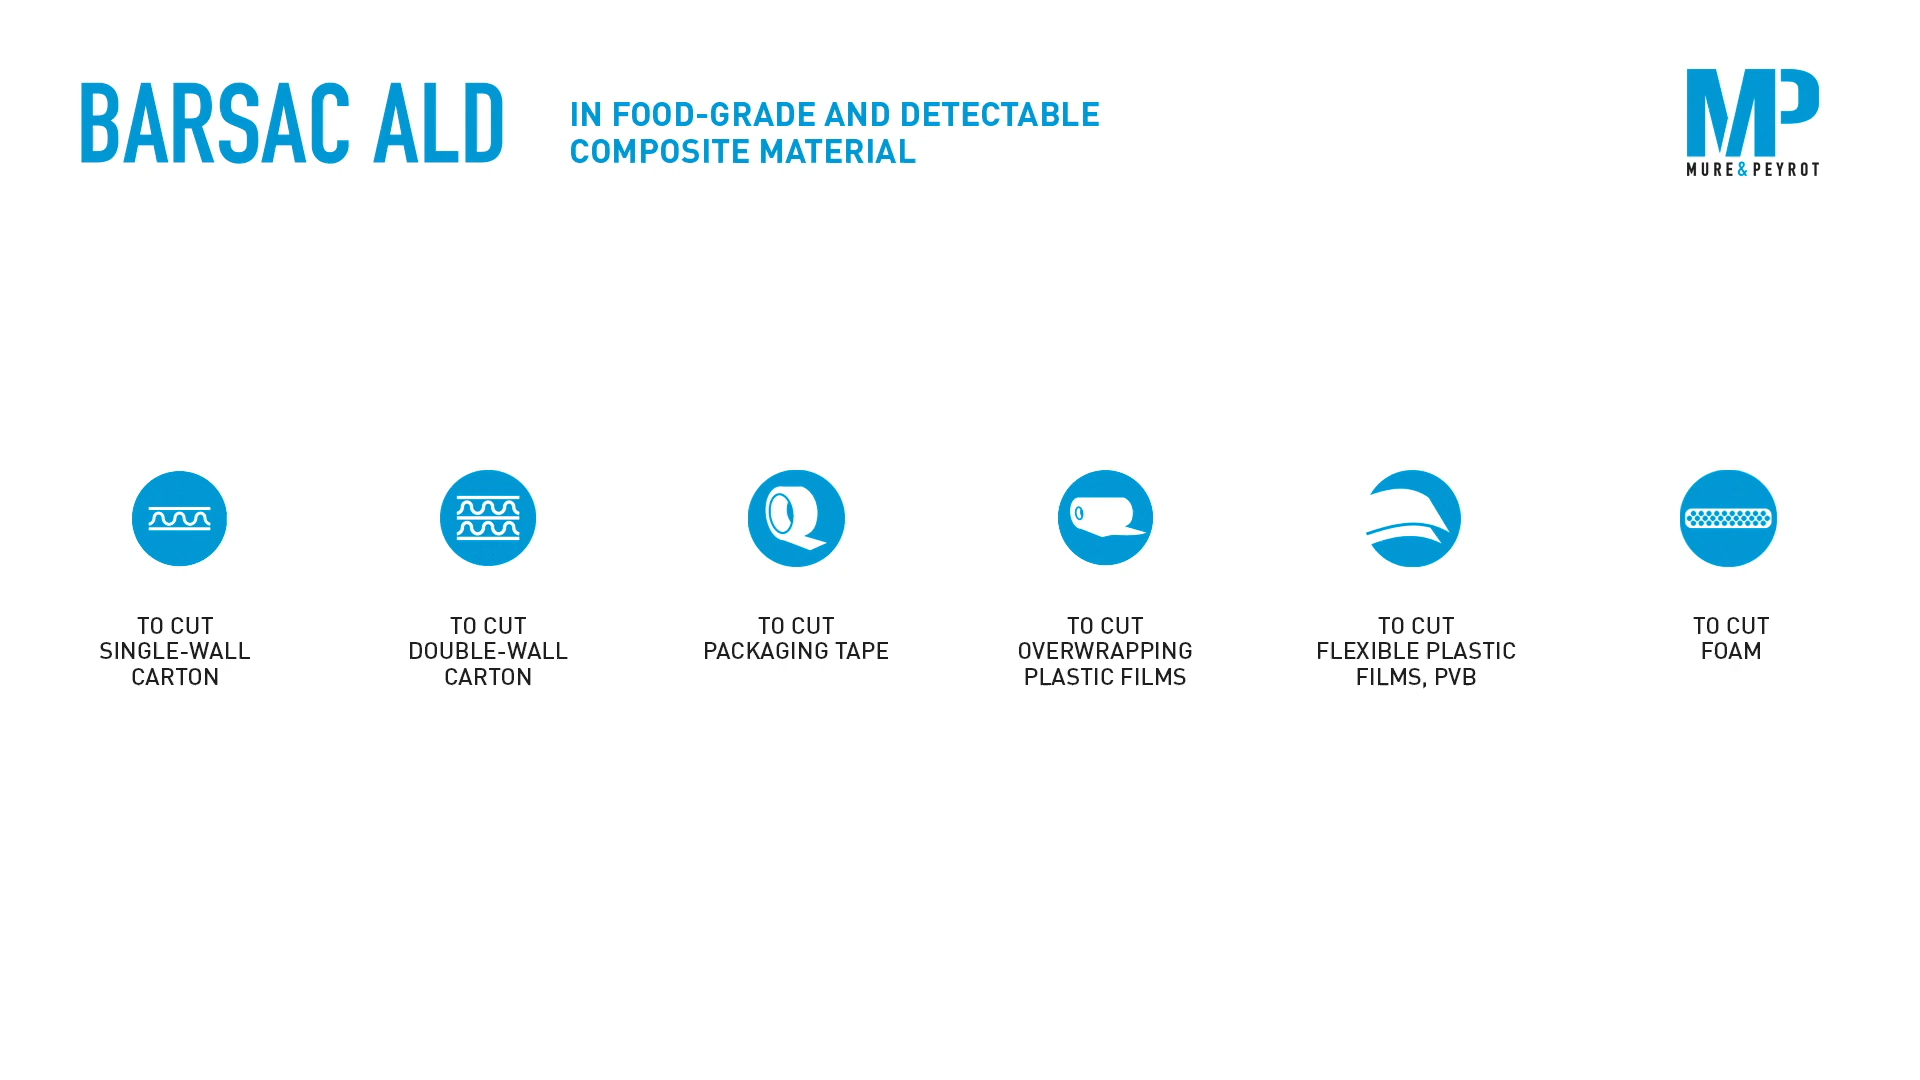 BARSAC ALD
IN FOOD-GRADE AND DETECTABLE
COMPOSITE MATERIAL
MP
MURE&PEYROT
TO CUT
SINGLE-WALL
CARTON
TO CUT
DOUBLE-WALL
CARTON
TO CUT
PACKAGING TAPE
TO CUT
OVERWRAPPING
PLASTIC FILMS
TO CUT
FLEXIBLE PLASTIC
FILMS, PVB
TO CUT
FOAM